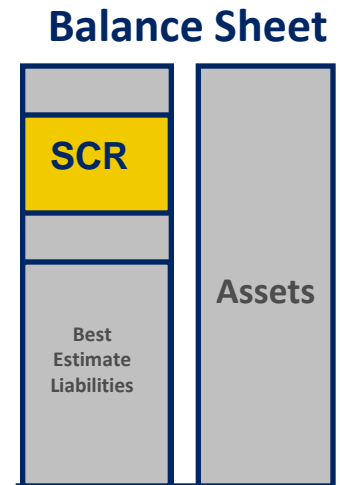 Balance Sheet
SCR
Assets
Best
Estimate
Liabilities